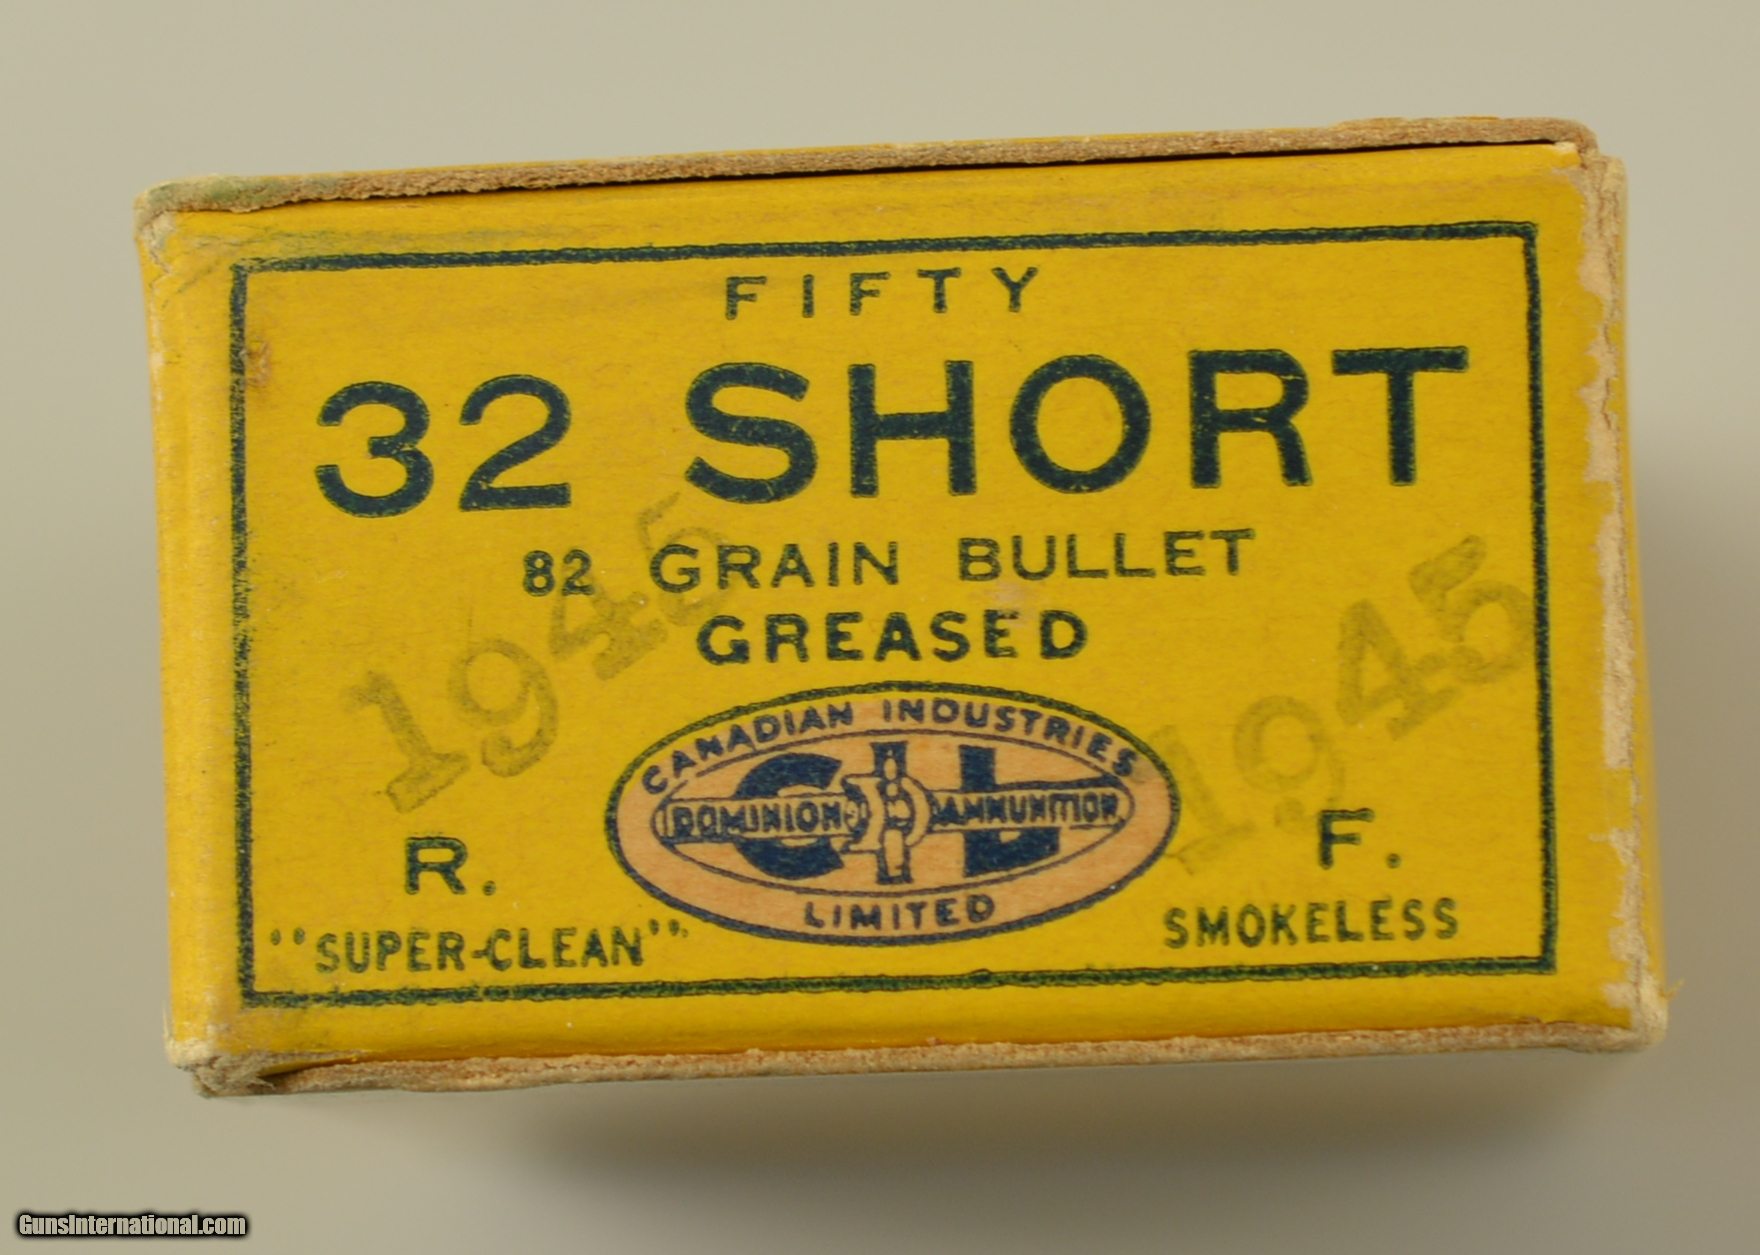 FIFTY
32 SHORT
82 GRAIN BULLET
GREASED
1945
1945
CANADIAN INDUSTRIES
CIL
DOMINION AMMUNITION
LIMITED
R. F.
"SUPER-CLEAN" SMOKELESS
GunsInternational.com